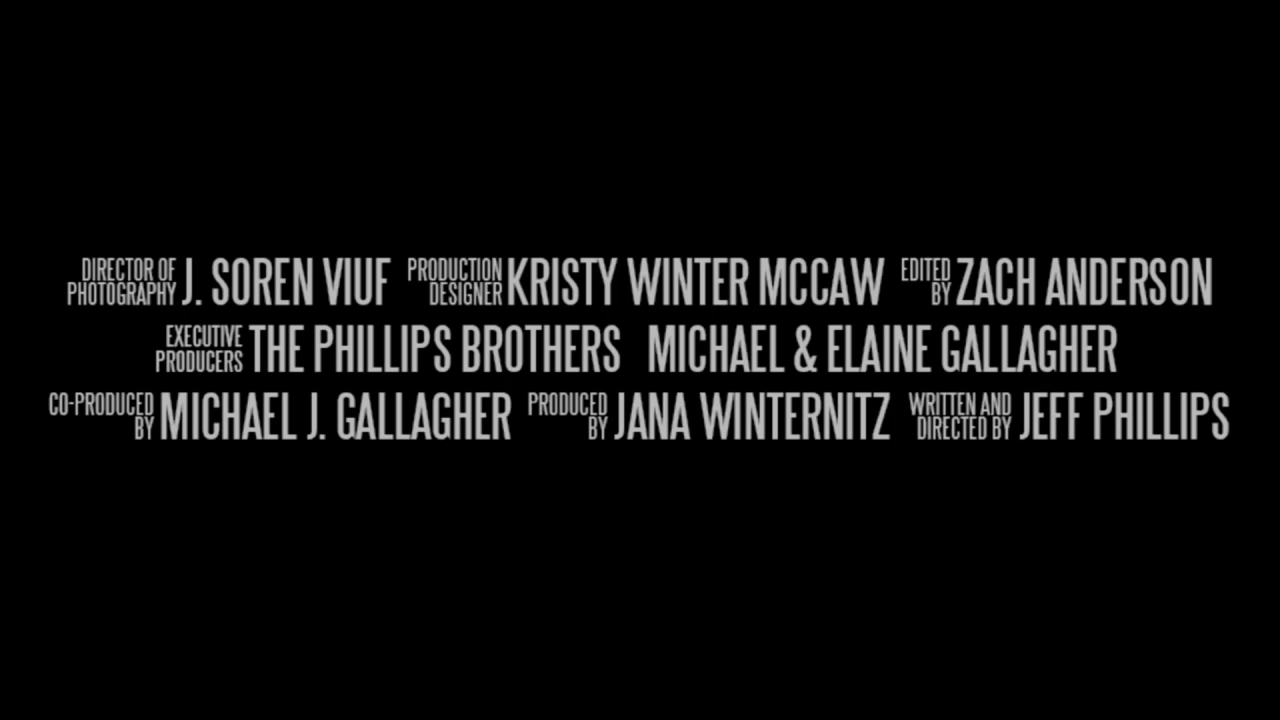 DIRECTOR OF PHOTOGRAPHY J. SOREN VIUF PRODUCTION DESIGNER KRISTY WINTER MCCAW EDITED BY ZACH ANDERSON
EXECUTIVE PRODUCERS THE PHILLIPS BROTHERS MICHAEL & ELAINE GALLAGHER
CO-PRODUCED BY MICHAEL J. GALLAGHER PRODUCED BY JANA WINTERNITZ WRITTEN AND DIRECTED BY JEFF PHILLIPS